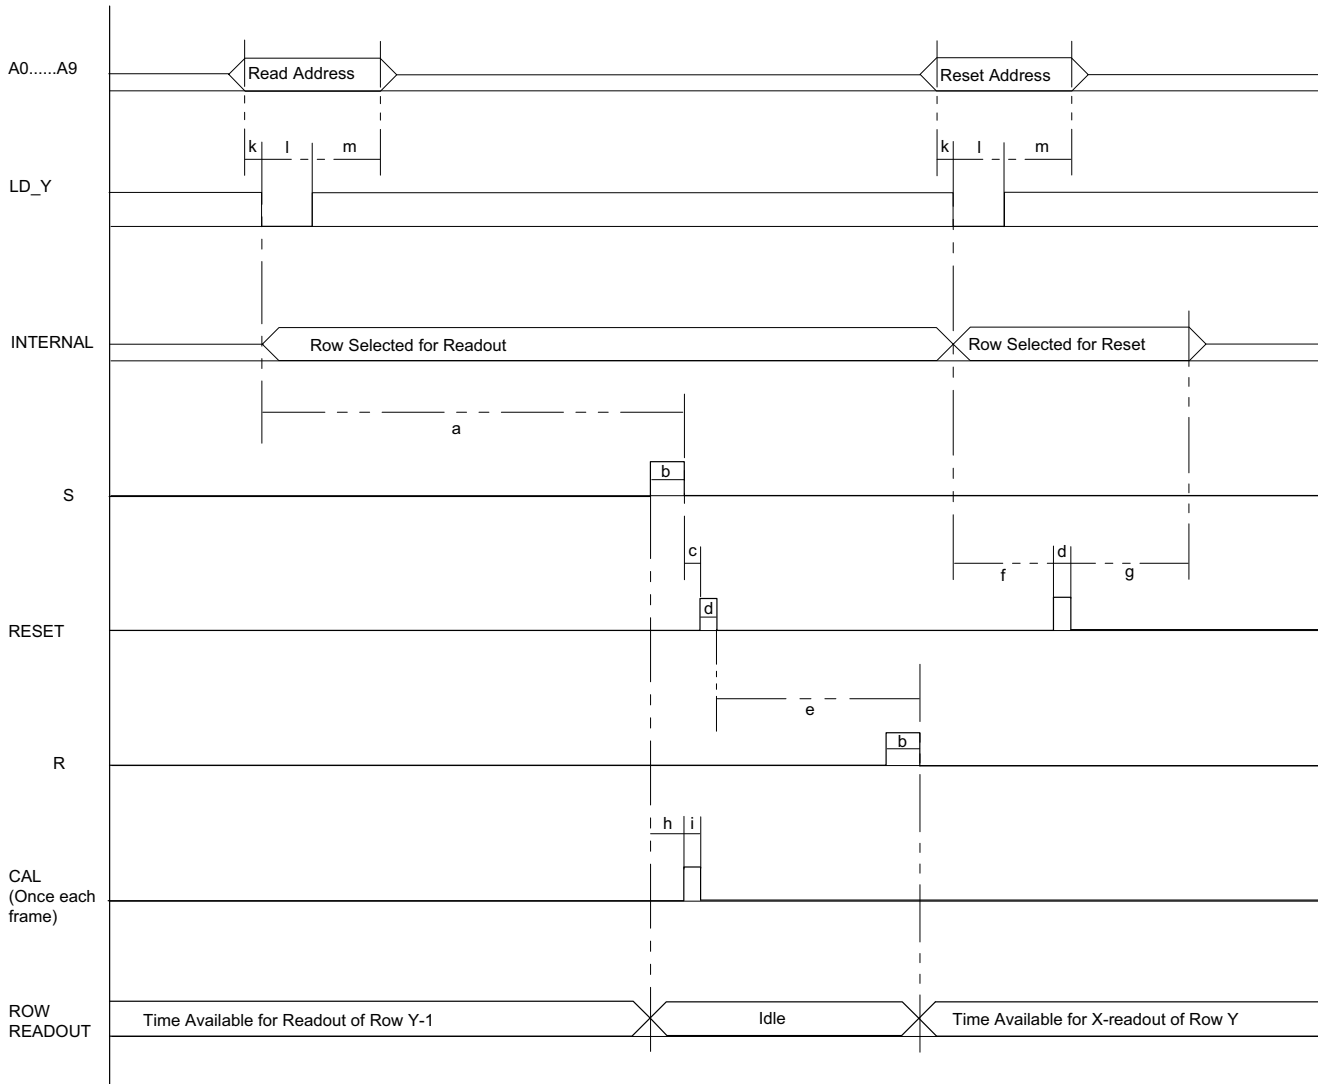 A0......A9
Read Address
Reset Address
k
l
m
k
l
m
LD_Y
INTERNAL
Row Selected for Readout
Row Selected for Reset
a
b
S
c
d
f
g
d
RESET
e
b
R
h
i
CAL
(Once each
frame)
ROW
READOUT
Time Available for Readout of Row Y-1
Idle
Time Available for X-readout of Row Y